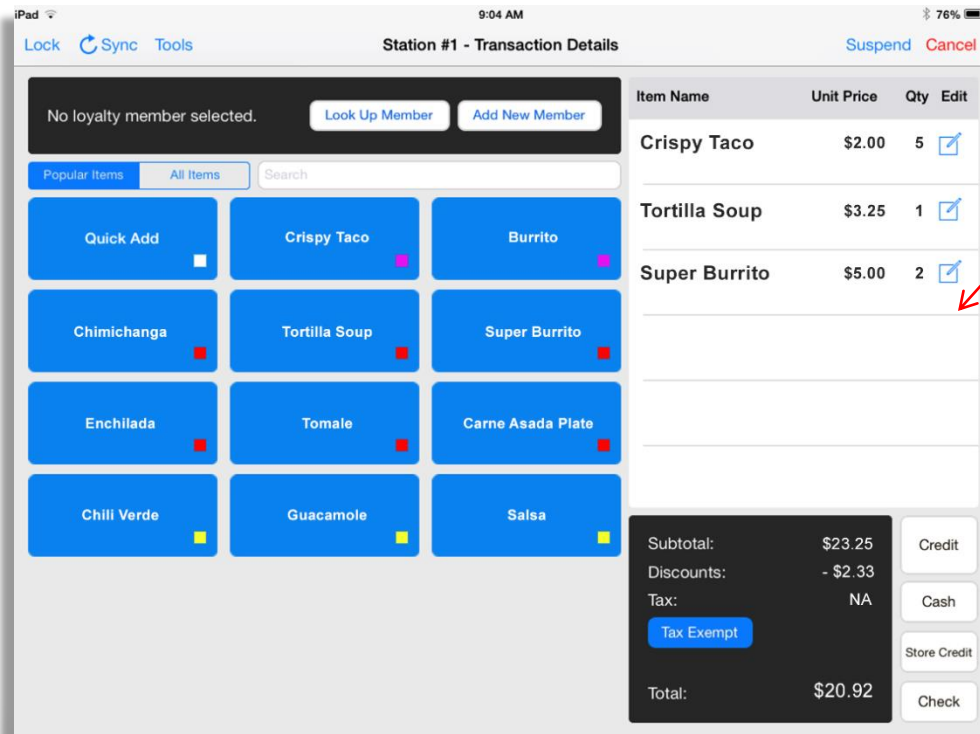 iPad 9:04 AM 76%
Lock Sync Tools Station #1 - Transaction Details Suspend Cancel
No loyalty member selected. Look Up Member Add New Member
Popular Items All Items Search
Quick Add Crispy Taco Burrito
Chimichanga Tortilla Soup Super Burrito
Enchilada Tomale Carne Asada Plate
Chili Verde Guacamole Salsa
Item Name Unit Price Qty Edit
Crispy Taco $2.00 5
Tortilla Soup $3.25 1
Super Burrito $5.00 2
Subtotal: $23.25
Discounts: - $2.33
Tax: NA
Tax Exempt
Total: $20.92
Credit
Cash
Store Credit
Check